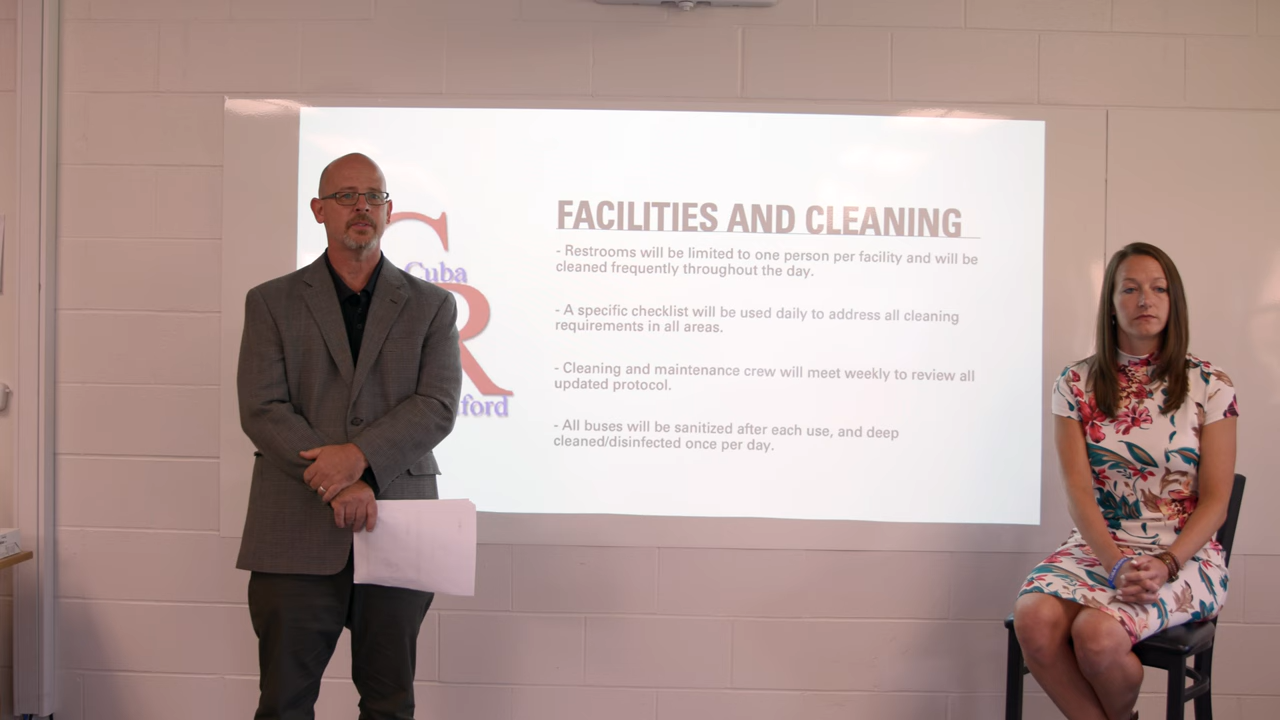 FACILITIES AND CLEANING
- Restrooms will be limited to one person per facility and will be
cleaned frequently throughout the day.
- A specific checklist will be used daily to address all cleaning
requirements in all areas.
- Cleaning and maintenance crew will meet weekly to review all
updated protocol.
- All buses will be sanitized after each use, and deep
cleaned/disinfected once per day.
C
Cuba
R